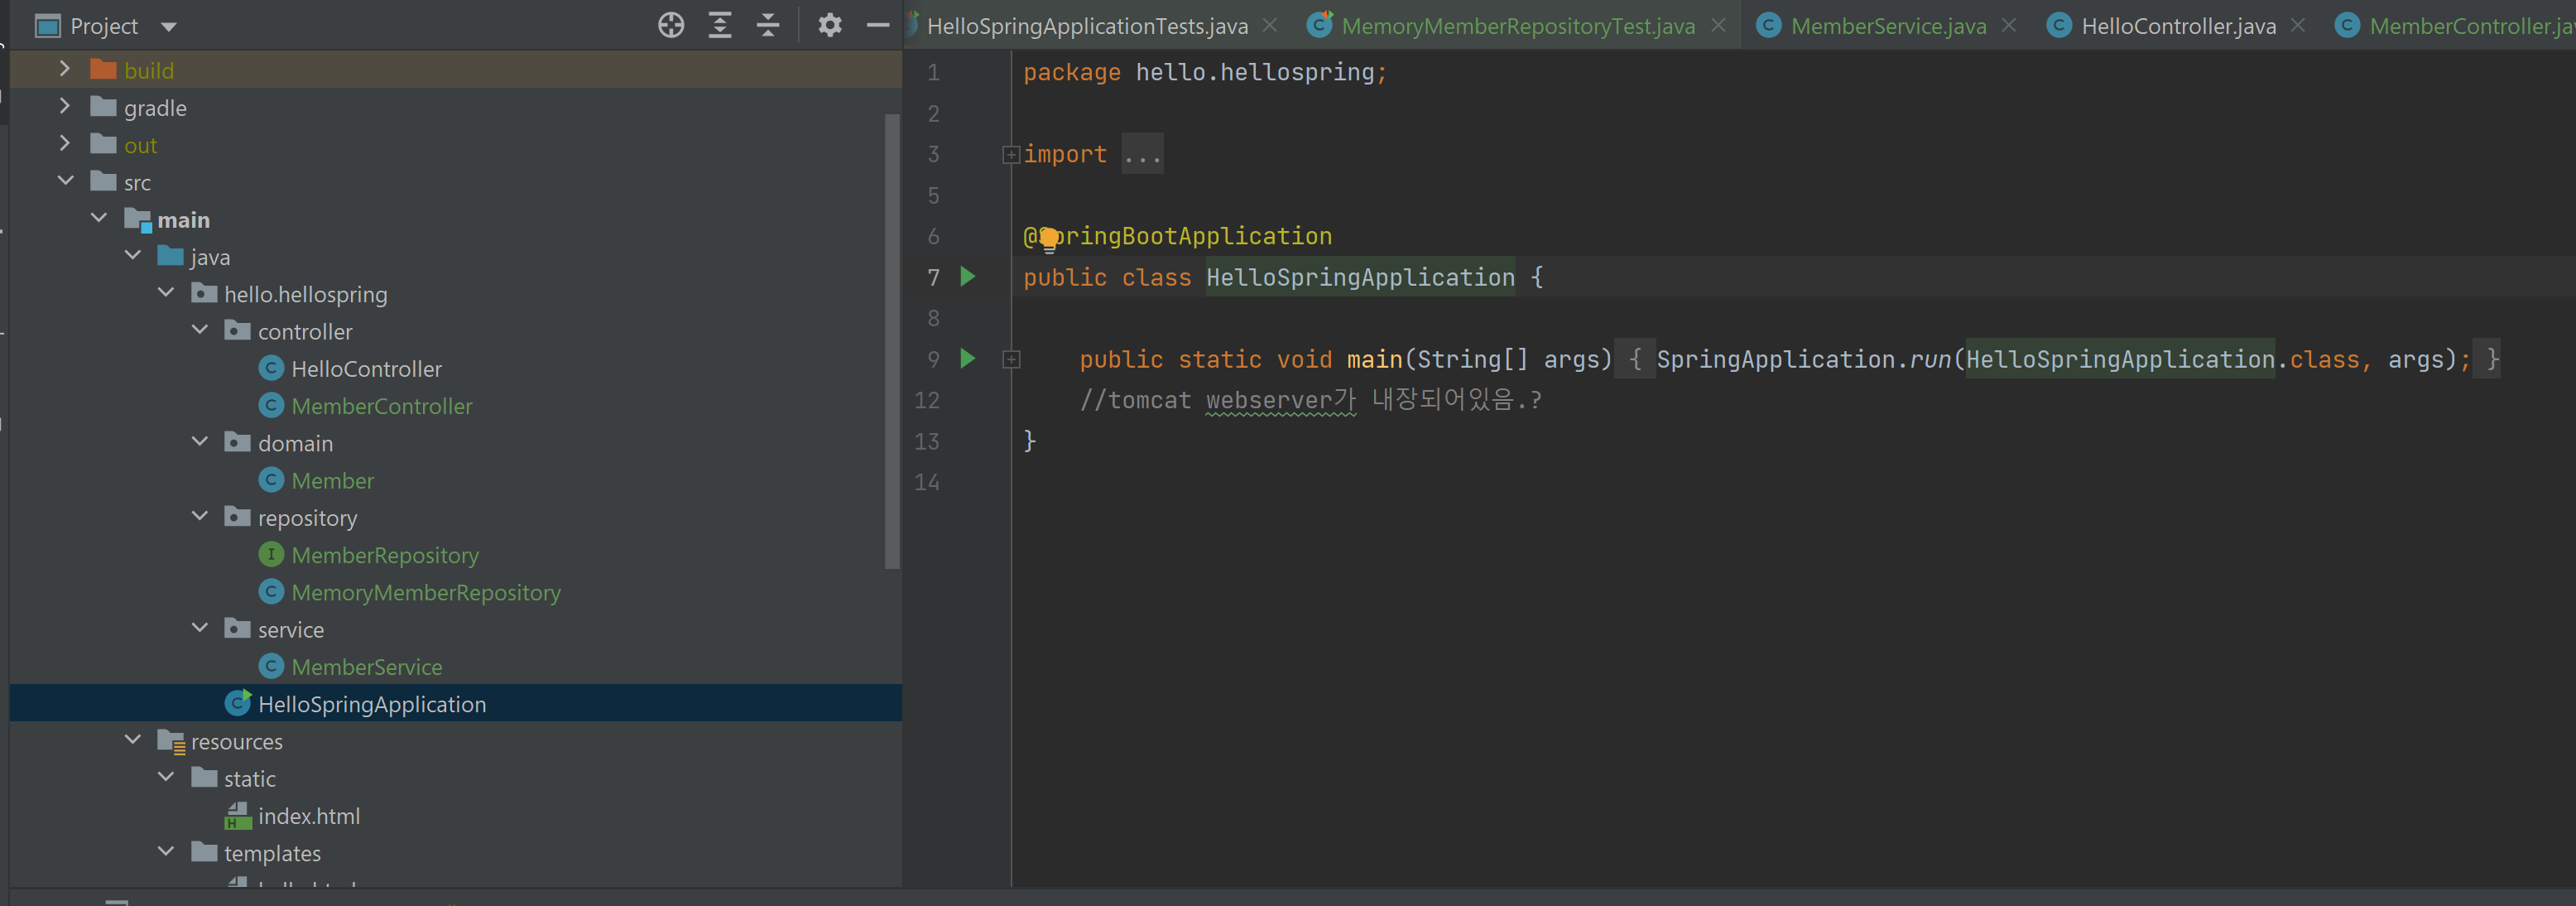 Project
HelloSpringApplicationTests.java
MemoryMemberRepositoryTest.java
MemberService.java
HelloController.java
MemberController.ja
build
gradle
out
src
main
java
hello.hellospring
controller
HelloController
MemberController
domain
Member
repository
MemberRepository
MemoryMemberRepository
service
MemberService
HelloSpringApplication
resources
static
index.html
templates
1 package hello.hellospring;
2
3 import ...
5
6 @SpringBootApplication
7 public class HelloSpringApplication {
8
9 public static void main(String[] args) { SpringApplication.run(HelloSpringApplication.class, args); }
12 //tomcat webserver가 내장되어있음.?
13 }
14